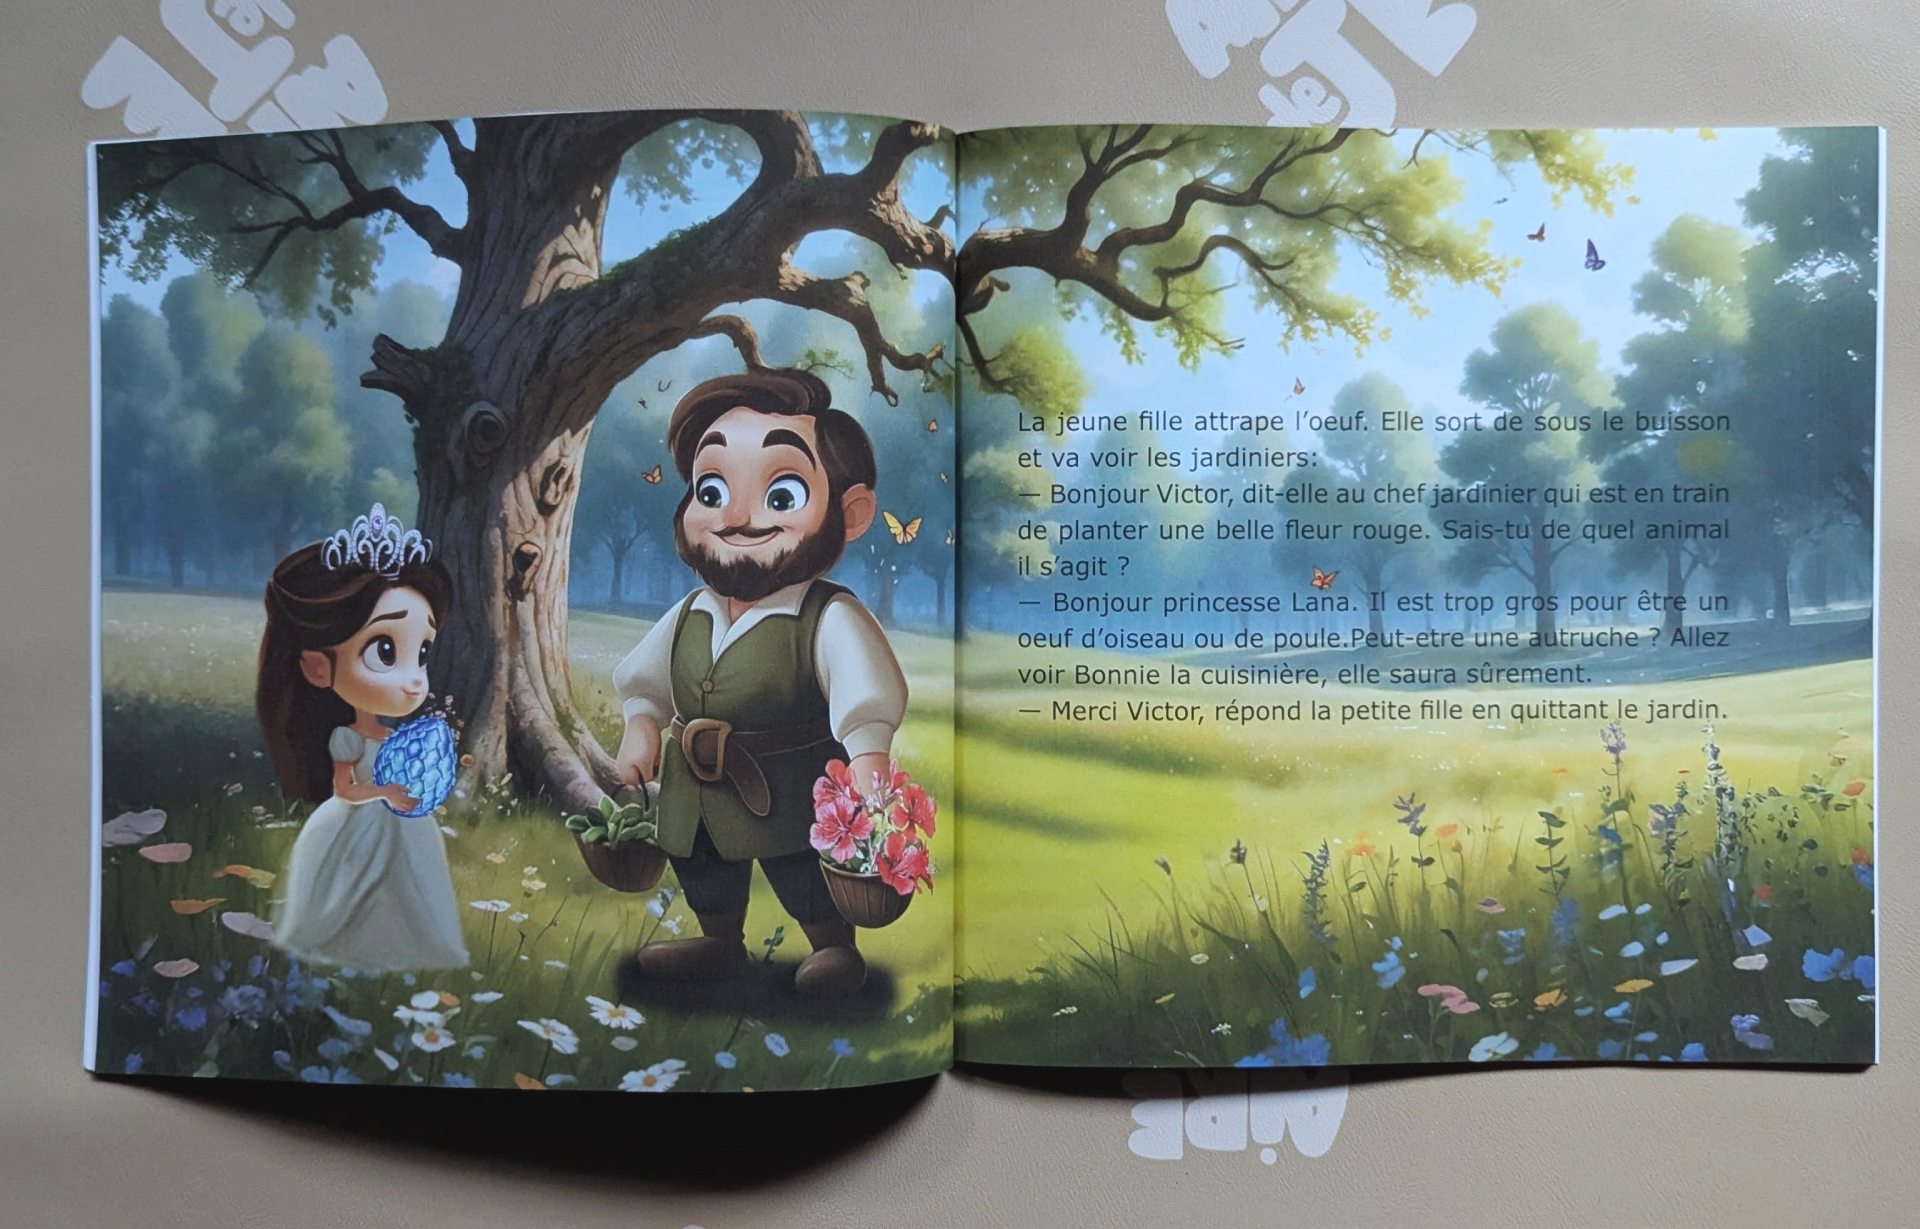 La jeune fille attrape l'oeuf. Elle sort de sous le buisson
et va voir les jardiniers:
— Bonjour Victor, dit-elle au chef jardinier qui est en train
de planter une belle fleur rouge. Sais-tu de quel animal
il s'agit ?
— Bonjour princesse Lana. Il est trop gros pour être un
oeuf d'oiseau ou de poule.Peut-etre une autruche ? Allez
voir Bonnie la cuisinière, elle saura sûrement.
— Merci Victor, répond la petite fille en quittant le jardin.